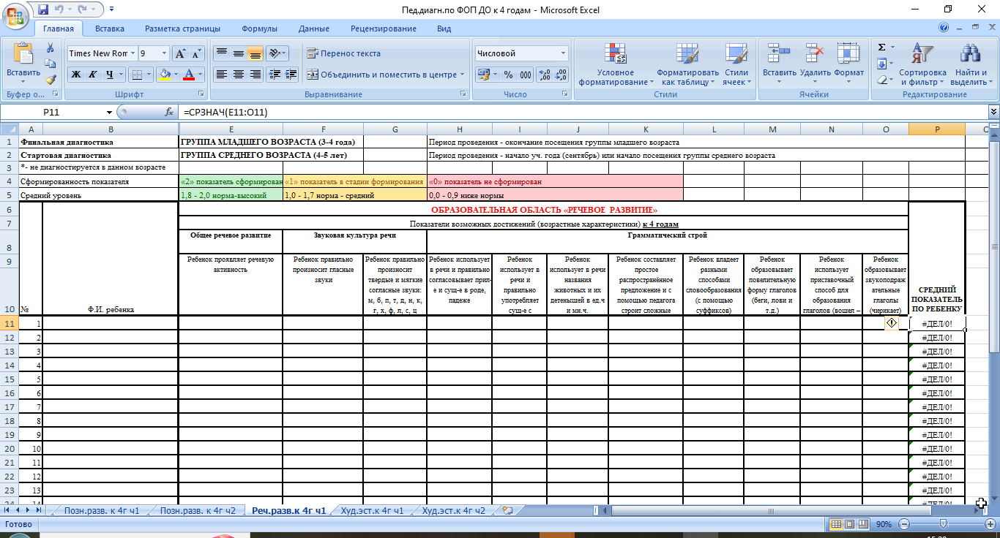 Пед.диагн.по ФОП ДО к 4 годам - Microsoft Excel
Главная Вставка Разметка страницы Формулы Данные Рецензирование Вид
Times New Rom 9 Перенос текста Числовой
Вставить Ж К Ч Объединить и поместить в центре % 000 Условное форматирование Форматировать как таблицу Стили ячеек Вставить Удалить Формат Сортировка и фильтр Найти и выделить
Буфер о... Шрифт Выравнивание Число Стили Ячейки Редактирование
P11 fx =СРЗНАЧ(E11:O11)
A B E F G H I J K L M N O P
1 Финальная диагностика ГРУППА МЛАДШЕГО ВОЗРАСТА (3-4 года) Период проведения - окончание посещения группы младшего возраста
2 Стартовая диагностика ГРУППА СРЕДНЕГО ВОЗРАСТА (4-5 лет) Период проведения - начало уч. года (сентябрь) или начало посещения группы среднего возраста
3 *- не диагностируется в данном возрасте
4 Сформированность показателя «2» показатель сформирован «1» показатель в стадии формирования «0» показатель не сформирован
5 Средний уровень 1,8 - 2,0 норма-высокий 1,0 - 1,7 норма - средний 0,0 - 0,9 ниже нормы
6 ОБРАЗОВАТЕЛЬНАЯ ОБЛАСТЬ «РЕЧЕВОЕ РАЗВИТИЕ»
7 Показатели возможных достижений (возрастные характеристики) к 4 годам
8 Общее речевое развитие Звуковая культура речи Грамматический строй
9
10
№
Ф.И. ребенка
Ребенок проявляет речевую
активность
Ребенок правильно
произносит гласные
звуки
Ребенок правильно
произносит
твердые и мягкие
согласные звуки:
м, б, п, т, д, н, к,
г, х, ф, л, с, ц
Ребенок использует
в речи и правильно
согласовывает прил-
е и сущ-е в роде,
падеже
Ребенок
использует в
речи и
правильно
употребляет
сущ-е с
Ребенок
использует в речи
названия
животных и их
детенышей в ед.ч
и мн.ч.
Ребенок составляет
простое
распространённое
предложение и с
помощью педагога
строит сложные
Ребенок владеет
разными
способами
словообразования
(с помощью
суффиксов)
Ребенок
образовывает
повелительную
форму глаголов
(беги, лови и
т.д.)
Ребенок
использует
приставочный
способ для
образования
глаголов (вошел –
Ребенок
образовывает
звукоподраж
ательные
глаголы
(чирикает)
СРЕДНИЙ
ПОКАЗАТЕЛЬ
ПО РЕБЕНКУ
11 1 #ДЕЛ/0!
12 2 #ДЕЛ/0!
13 3 #ДЕЛ/0!
14 4 #ДЕЛ/0!
15 5 #ДЕЛ/0!
16 6 #ДЕЛ/0!
17 7 #ДЕЛ/0!
18 8 #ДЕЛ/0!
19 9 #ДЕЛ/0!
20 10 #ДЕЛ/0!
21 11 #ДЕЛ/0!
22 12 #ДЕЛ/0!
23 13 #ДЕЛ/0!
24 14 #ДЕЛ/0!
Позн.разв. к 4г ч1 Позн.разв. к 4г ч2 Реч.разв.к 4г ч1 Худ.эст.к 4г ч1 Худ.эст.к 4г ч2
Готово 90%